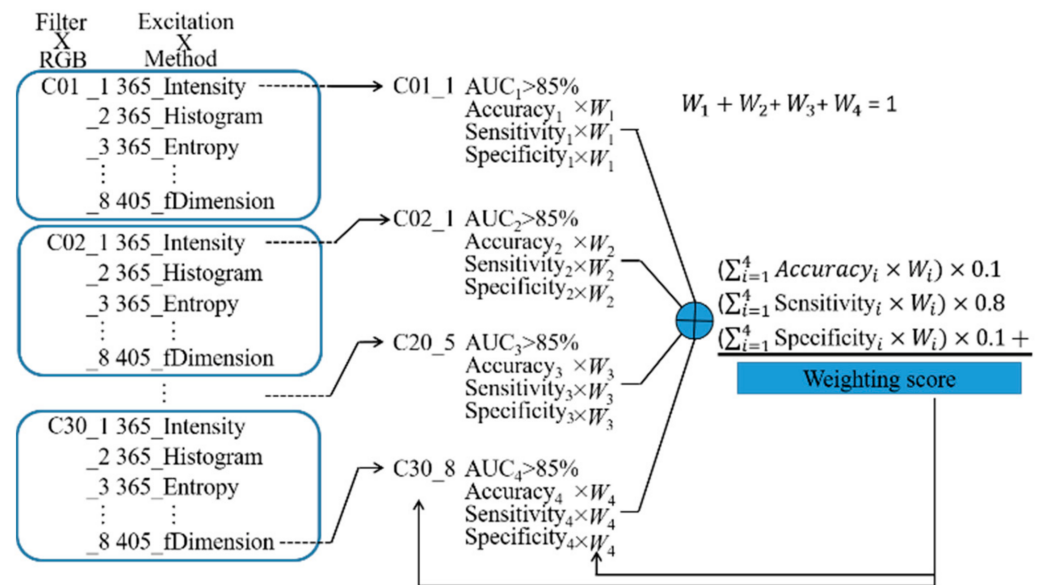 Filter
X
RGB
Excitation
X
Method
C01 _1 365_Intensity
_2 365_Histogram
_3 365_Entropy
⋮ ⋮
_8 405_fDimension
C02_1 365_Intensity
_2 365_Histogram
_3 365_Entropy
⋮ ⋮
_8 405_fDimension
⋮
C30_1 365_Intensity
_2 365_Histogram
_3 365_Entropy
⋮ ⋮
_8 405_fDimension
C01_1 AUC₁>85%
Accuracy₁ ×W₁
Sensitivity₁×W₁
Specificity₁×W₁
C02_1 AUC₂>85%
Accuracy₂ ×W₂
Sensitivity₂×W₂
Specificity₂×W₂
C20_5 AUC₃>85%
Accuracy₃ ×W₃
Sensitivity₃×W₃
Specificity₃×W₃
C30_8 AUC₄>85%
Accuracy₄ ×W₄
Sensitivity₄×W₄
Specificity₄×W₄
W₁ + W₂+ W₃+ W₄ = 1
(∑⁴ᵢ₌₁ Accuracyᵢ × Wᵢ) × 0.1
(∑⁴ᵢ₌₁ Sensitivityᵢ × Wᵢ) × 0.8
(∑⁴ᵢ₌₁ Specificityᵢ × Wᵢ) × 0.1 +
Weighting score